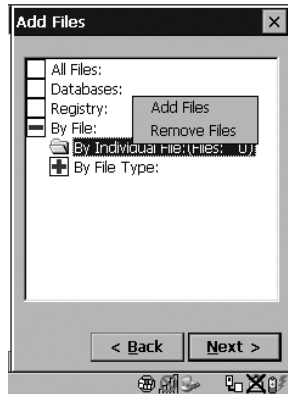 Add Files
All Files:
Databases:
Registry:
Add Files
By File:
Remove Files
By Individual File:(Files: 0)
By File Type:
< Back
Next >